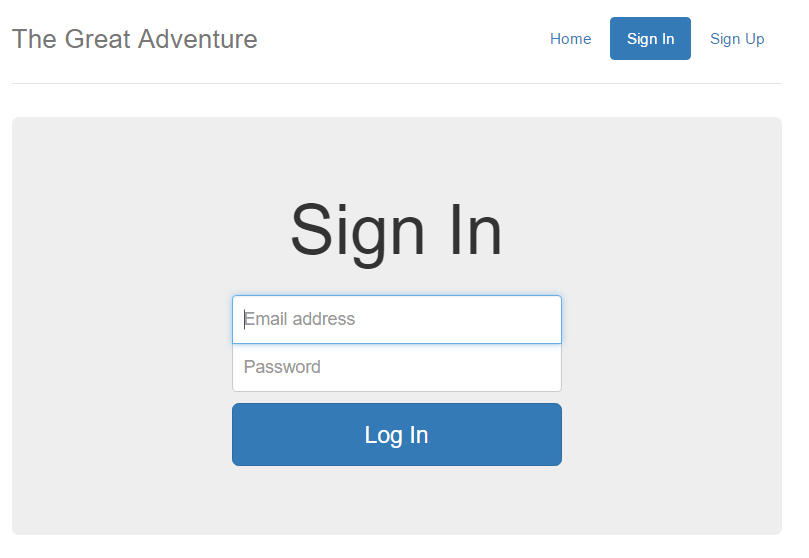 The Great Adventure
Home
Sign In
Sign Up
Sign In
Email address
Password
Log In